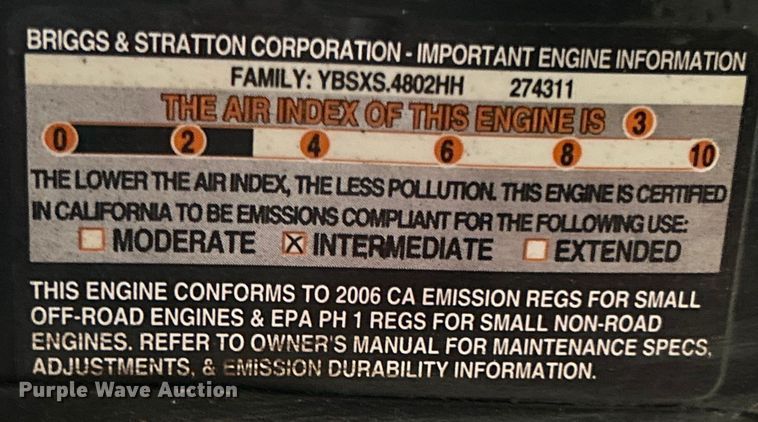 BRIGGS & STRATTON CORPORATION - IMPORTANT ENGINE INFORMATION
FAMILY: YBSXS.4802HH 274311
THE AIR INDEX OF THIS ENGINE IS 3
0 2 4 6 8 10
THE LOWER THE AIR INDEX, THE LESS POLLUTION. THIS ENGINE IS CERTIFIED
IN CALIFORNIA TO BE EMISSIONS COMPLIANT FOR THE FOLLOWING USE:
☐ MODERATE ☒ INTERMEDIATE ☐ EXTENDED
THIS ENGINE CONFORMS TO 2006 CA EMISSION REGS FOR SMALL
OFF-ROAD ENGINES & EPA PH 1 REGS FOR SMALL NON-ROAD
ENGINES. REFER TO OWNER'S MANUAL FOR MAINTENANCE SPECS,
ADJUSTMENTS, & EMISSION DURABILITY INFORMATION.
Purple Wave Auction